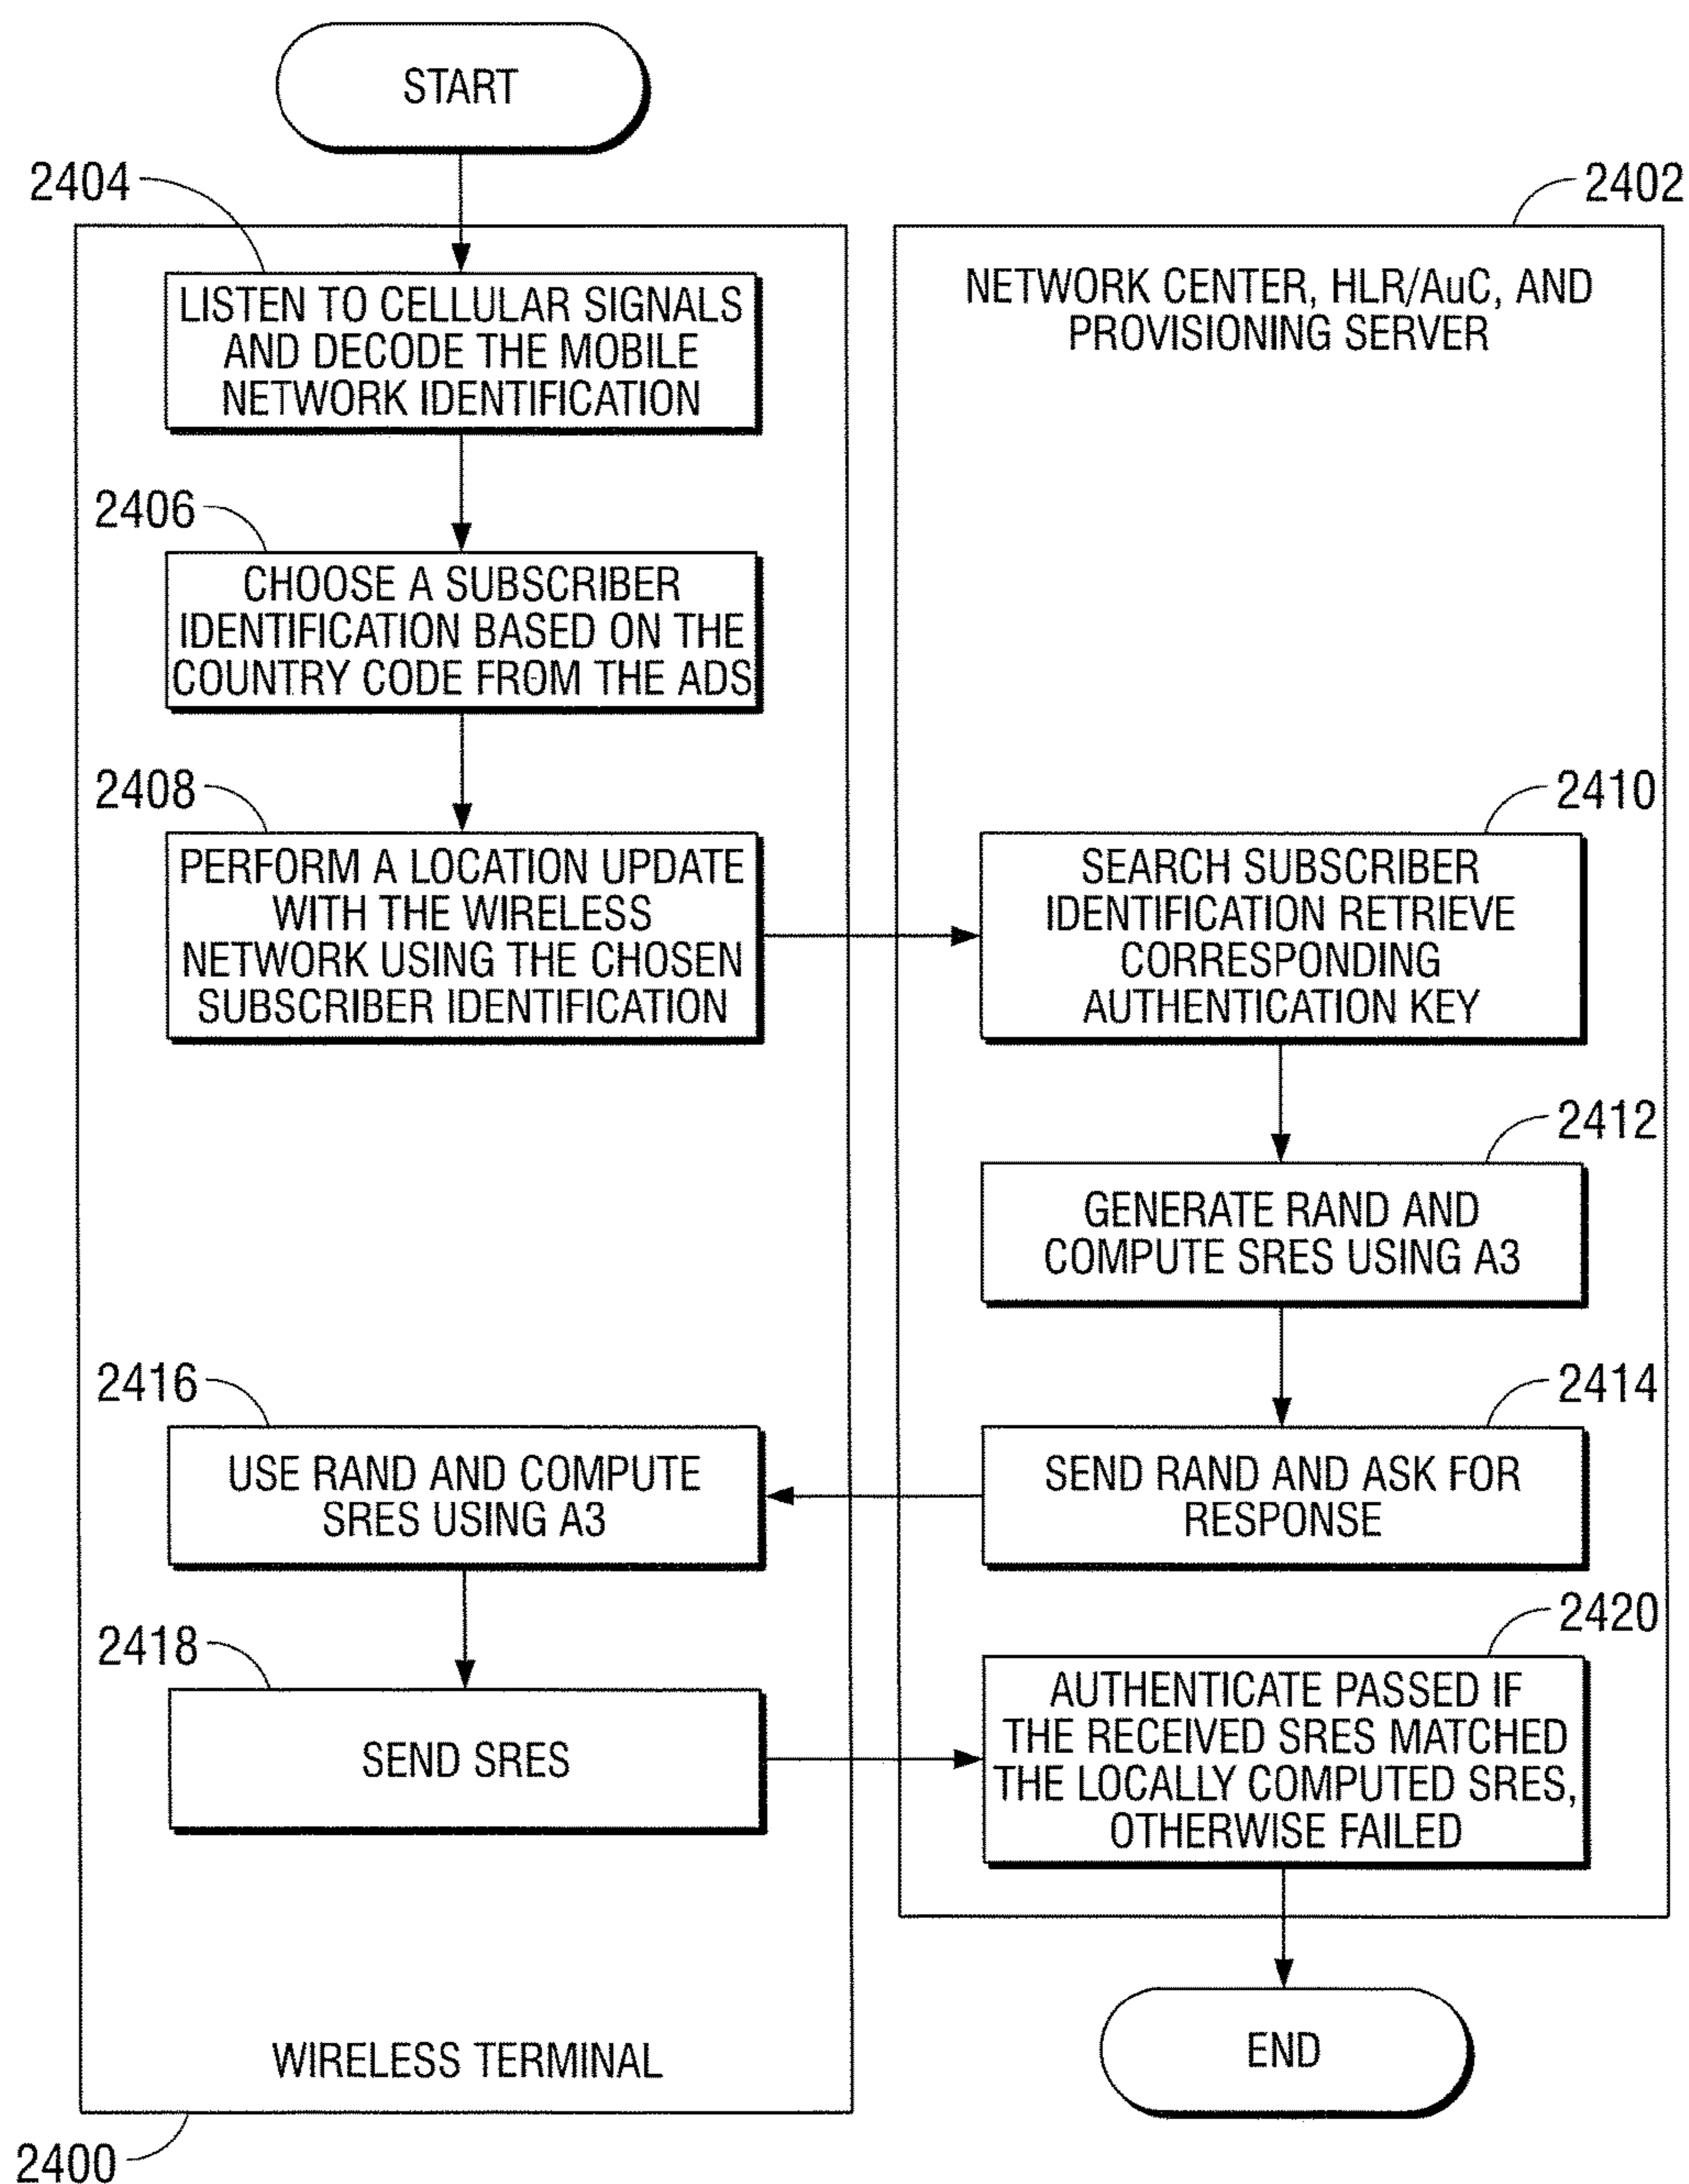 START
2404
2402
LISTEN TO CELLULAR SIGNALS
AND DECODE THE MOBILE
NETWORK IDENTIFICATION
NETWORK CENTER, HLR/AuC, AND
PROVISIONING SERVER
2406
CHOOSE A SUBSCRIBER
IDENTIFICATION BASED ON THE
COUNTRY CODE FROM THE ADS
2408
PERFORM A LOCATION UPDATE
WITH THE WIRELESS
NETWORK USING THE CHOSEN
SUBSCRIBER IDENTIFICATION
2410
SEARCH SUBSCRIBER
IDENTIFICATION RETRIEVE
CORRESPONDING
AUTHENTICATION KEY
2412
GENERATE RAND AND
COMPUTE SRES USING A3
2414
SEND RAND AND ASK FOR
RESPONSE
2416
USE RAND AND COMPUTE
SRES USING A3
2418
SEND SRES
2420
AUTHENTICATE PASSED IF
THE RECEIVED SRES MATCHED
THE LOCALLY COMPUTED SRES,
OTHERWISE FAILED
END
WIRELESS TERMINAL
2400